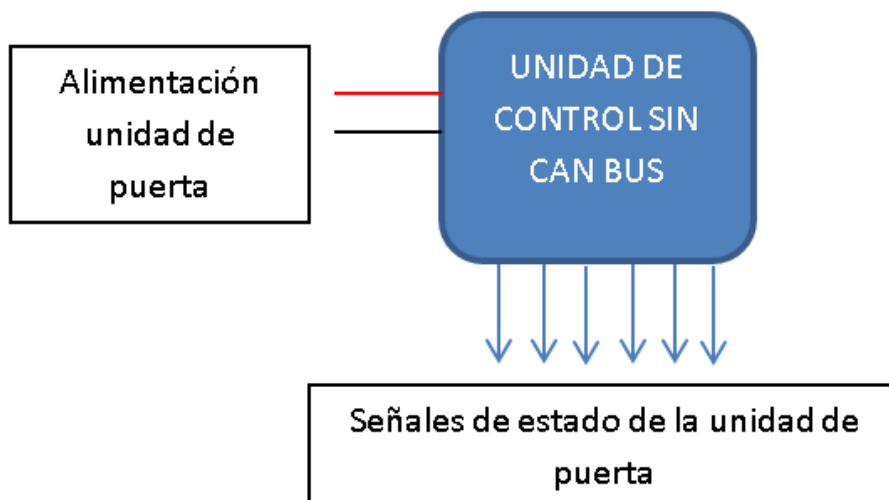 Alimentación
unidad de
puerta
UNIDAD DE
CONTROL SIN
CAN BUS
Señales de estado de la unidad de
puerta